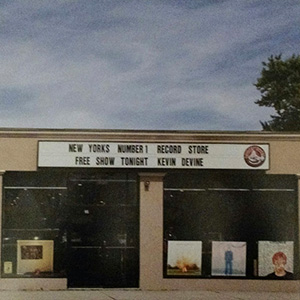 NEW YORKS NUMBER 1 RECORD STORE
FREE SHOW TONIGHT KEVIN DEVINE